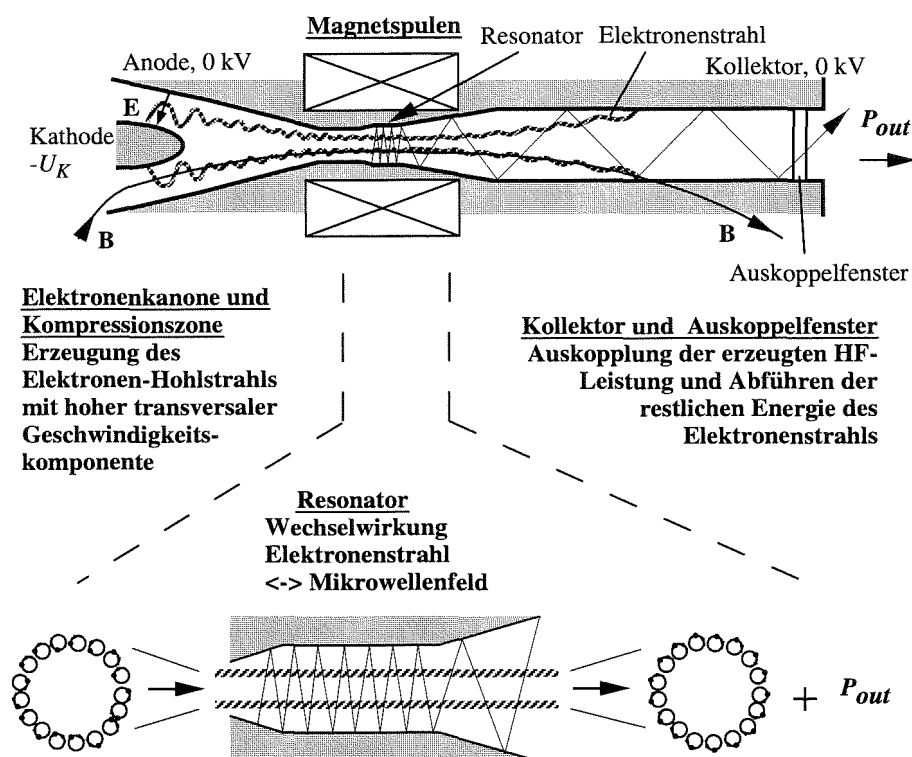 Magnetspulen
Resonator
Elektronenstrahl
Anode, 0 kV
Kollektor, 0 kV
E
Kathode
-U_K
P_out
B
B
Auskoppelfenster
Elektronenkanone und
Kompressionszone
Erzeugung des
Elektronen-Hohlstrahls
mit hoher transversaler
Geschwindigkeits-
komponente
Kollektor und Auskoppelfenster
Auskopplung der erzeugten HF-
Leistung und Abführen der
restlichen Energie des
Elektronenstrahls
Resonator
Wechselwirkung
Elektronenstrahl
<-> Mikrowellenfeld
+ P_out